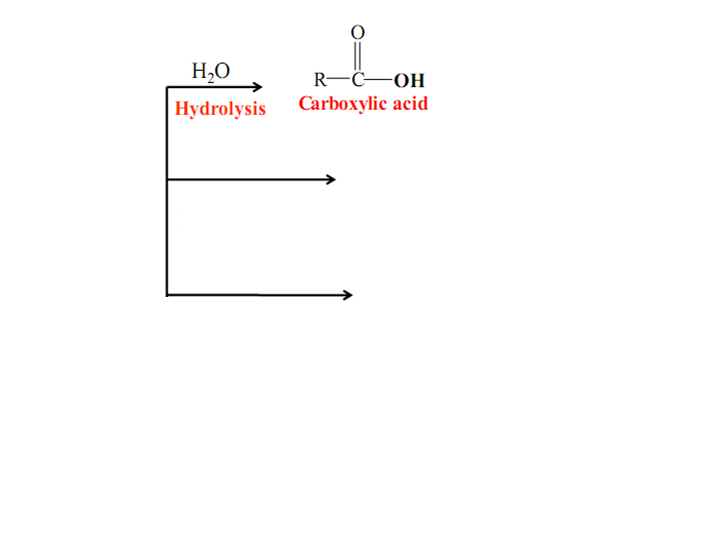 O
H₂O
R—C—OH
Hydrolysis
Carboxylic acid